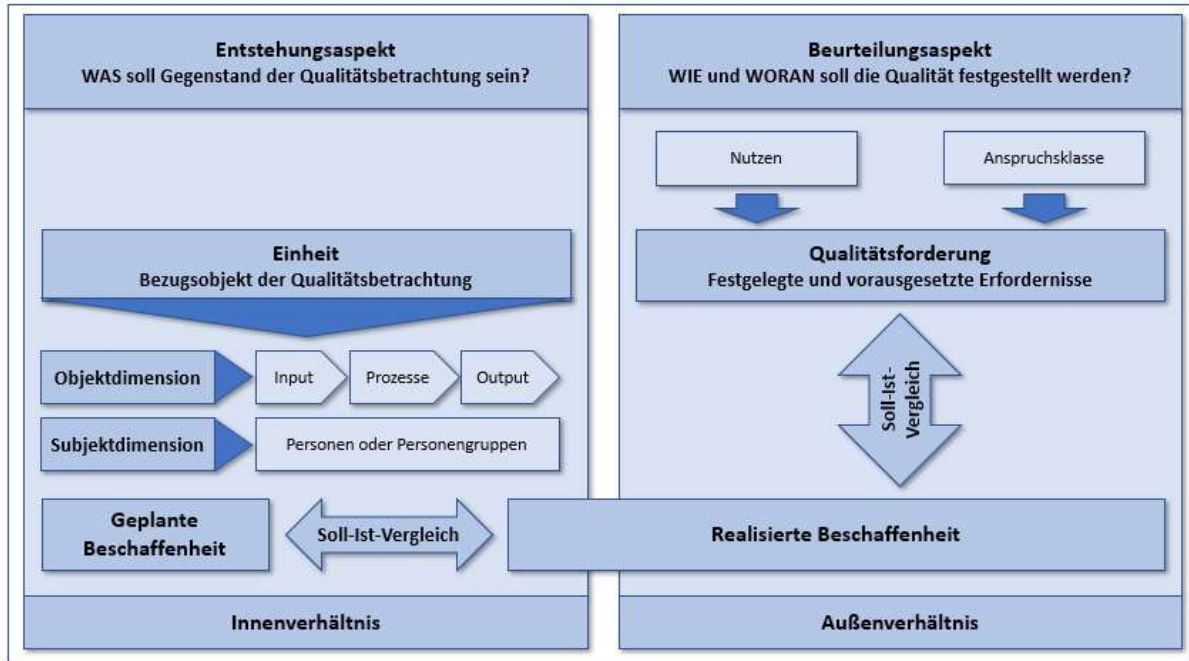 Entstehungsaspekt
WAS soll Gegenstand der Qualitätsbetrachtung sein?
Einheit
Bezugsobjekt der Qualitätsbetrachtung
Objektdimension
Input
Prozesse
Output
Subjektdimension
Personen oder Personengruppen
Geplante
Beschaffenheit
Soll-Ist-Vergleich
Innenverhältnis
Beurteilungsaspekt
WIE und WORAN soll die Qualität festgestellt werden?
Nutzen
Anspruchsklasse
Qualitätsforderung
Festgelegte und vorausgesetzte Erfordernisse
Soll-Ist-
Vergleich
Realisierte Beschaffenheit
Außenverhältnis